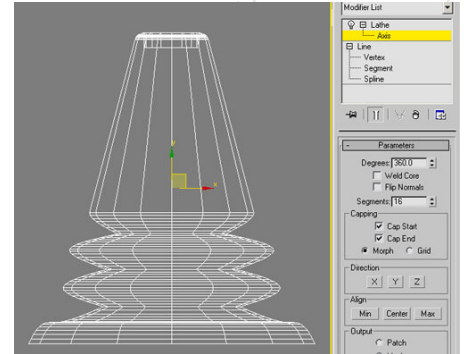 Modifier List
Lathe
Axis
Line
Vertex
Segment
Spline
Parameters
Degrees: 360.0
Weld Core
Flip Normals
Segments: 16
Capping
Cap Start
Cap End
Morph Grid
Direction
X Y Z
Align
Min Center Max
Output
Patch
y
x